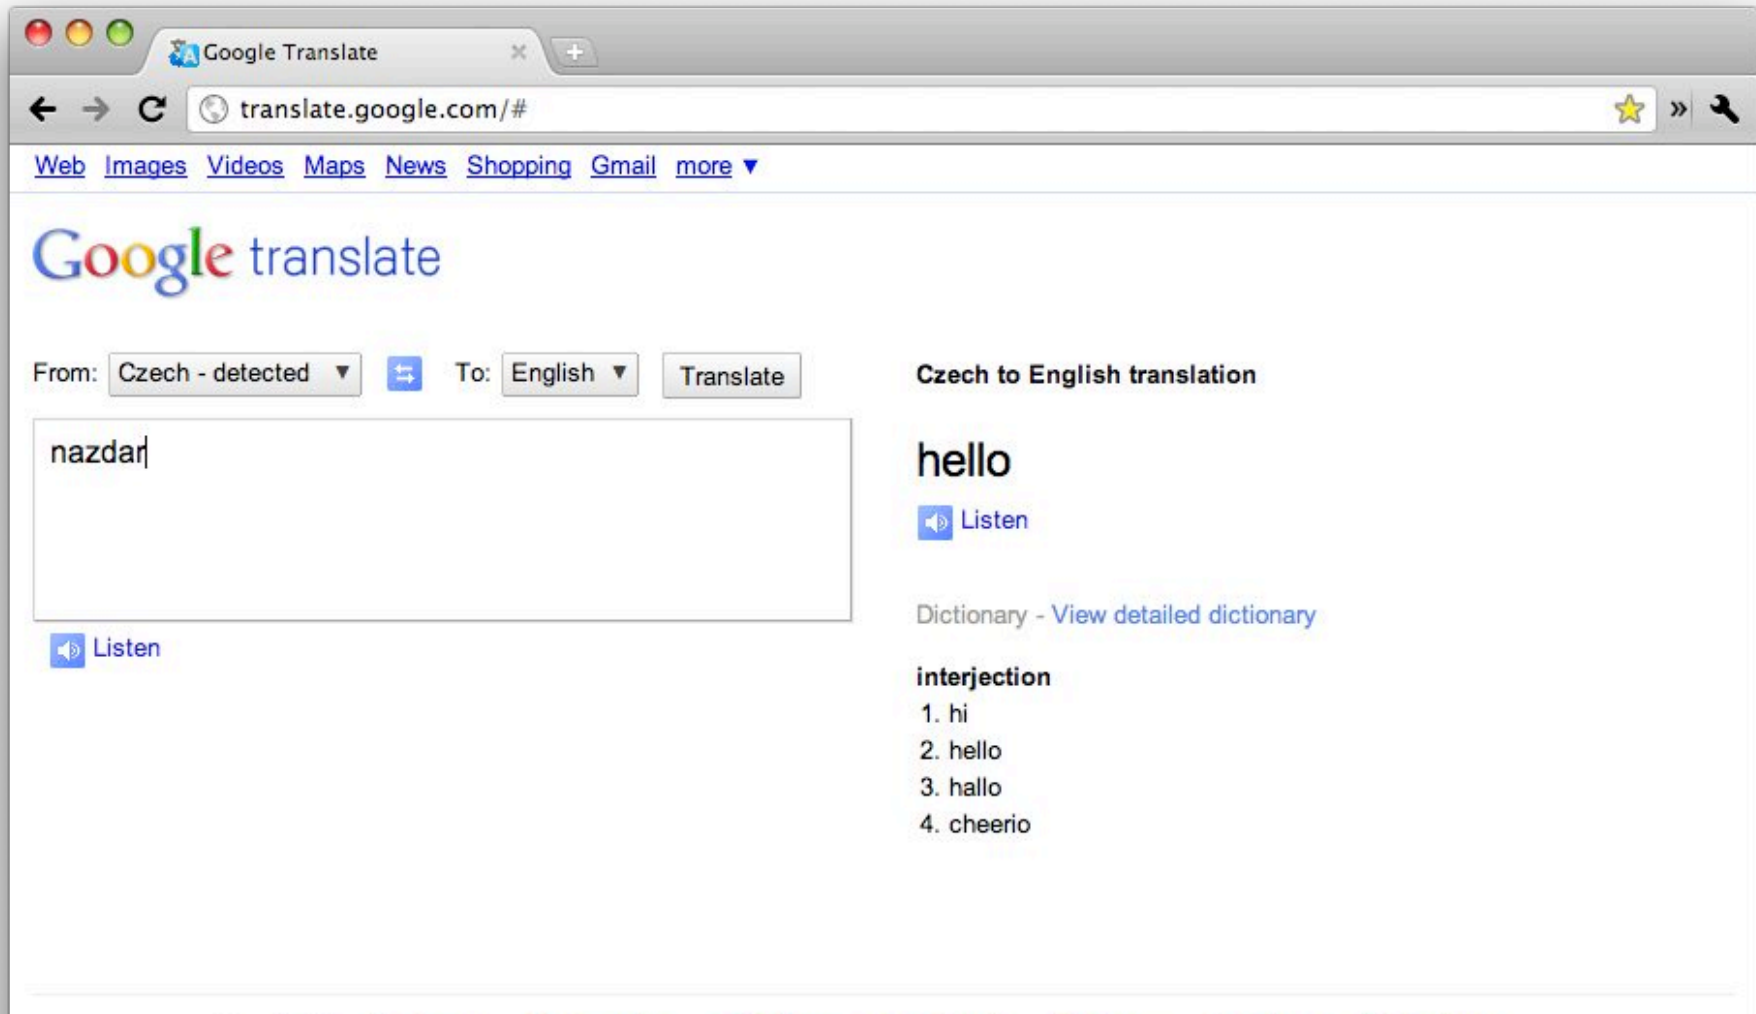 Google Translate
translate.google.com/#
Web Images Videos Maps News Shopping Gmail more ▼
Google translate
From: Czech - detected ▼ To: English ▼ Translate
nazdar
Listen
Czech to English translation
hello
Listen
Dictionary - View detailed dictionary
interjection
1. hi
2. hello
3. hallo
4. cheerio